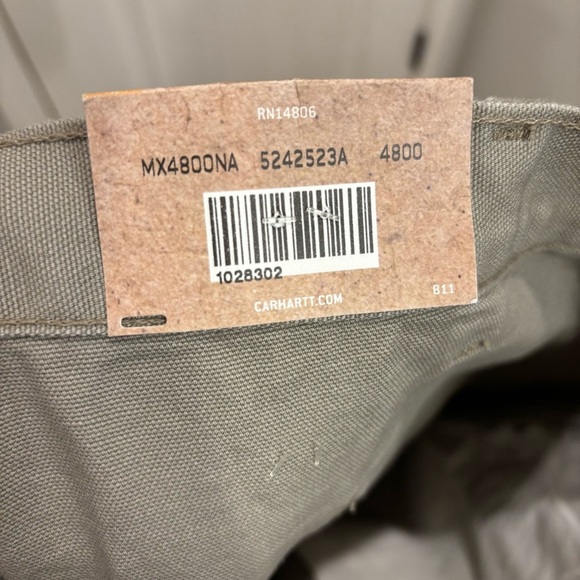 RN14806
MX4800NA 5242523A 4800
1028302
CARHARTT.COM
B11